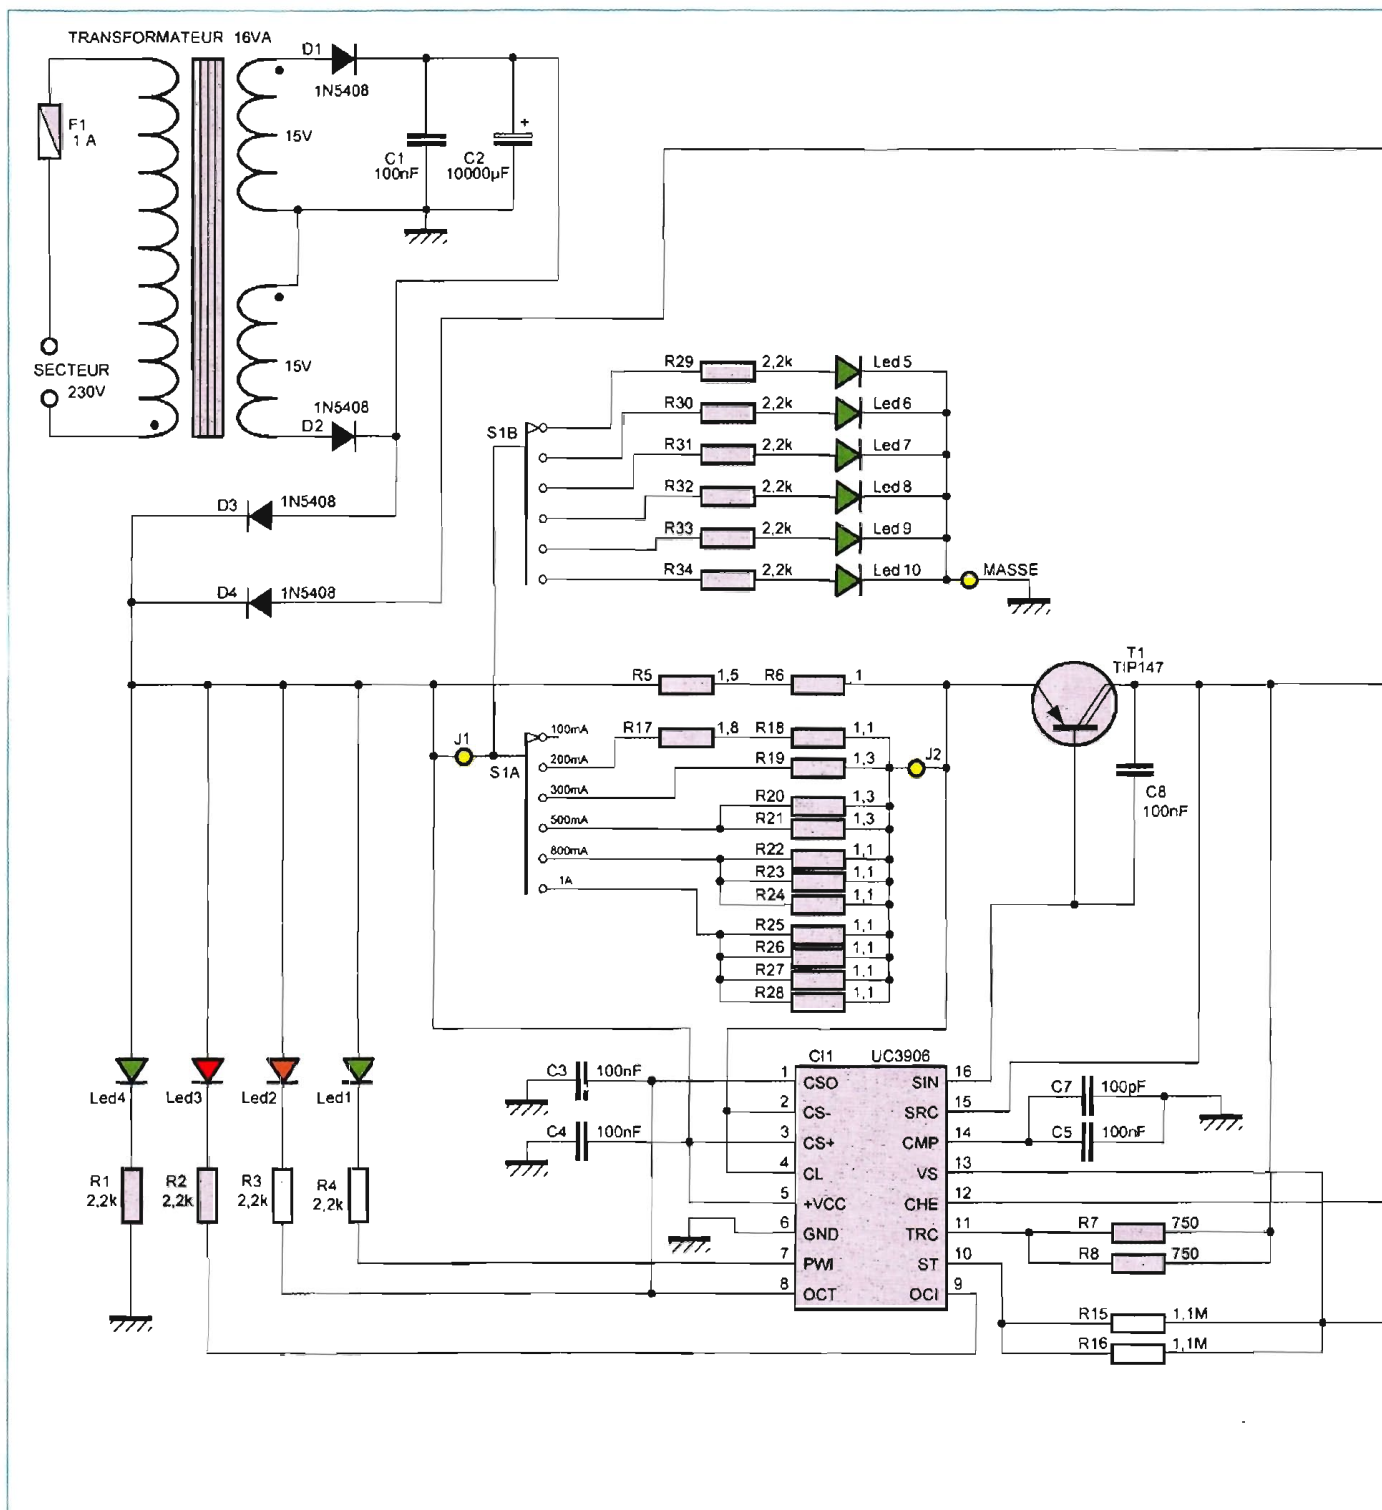 TRANSFORMATEUR 16VA
D1
1N5408
F1
1 A
15V
C1
100nF
C2
10000µF
+
SECTEUR
230V
15V
1N5408
D2
D3
1N5408
D4
1N5408
S1B
R29
2,2k
Led 5
R30
2,2k
Led 6
R31
2,2k
Led 7
R32
2,2k
Led 8
R33
2,2k
Led 9
R34
2,2k
Led 10
MASSE
R5
1,5
R6
1
T1
TIP147
J1
S1A
100mA
200mA
300mA
500mA
800mA
1A
R17
1,8
R18
1,1
R19
1,3
R20
1,3
R21
1,3
R22
1,1
R23
1,1
R24
1,1
R25
1,1
R26
1,1
R27
1,1
R28
1,1
J2
C8
100nF
Led4
Led3
Led2
Led1
R1
2,2k
R2
2,2k
R3
2,2k
R4
2,2k
C3
100nF
C4
100nF
CI1
UC3906
1
CSO
SIN
16
2
CS-
SRC
15
3
CS+
CMP
14
4
CL
VS
13
5
+VCC
CHE
12
6
GND
TRC
11
7
PWI
ST
10
8
OCT
OCI
9
C7
100pF
C5
100nF
R7
750
R8
750
R15
1,1M
R16
1,1M